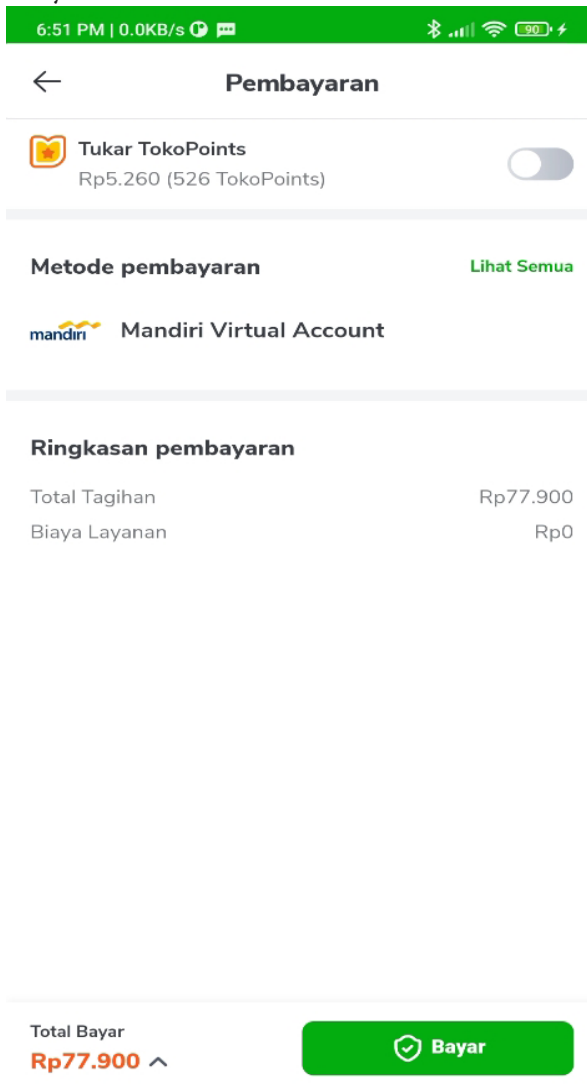 6:51 PM | 0.0KB/s
90
Pembayaran
Tukar TokoPoints
Rp5.260 (526 TokoPoints)
Metode pembayaran
Lihat Semua
mandiri
Mandiri Virtual Account
Ringkasan pembayaran
Total Tagihan
Rp77.900
Biaya Layanan
Rp0
Total Bayar
Rp77.900
Bayar